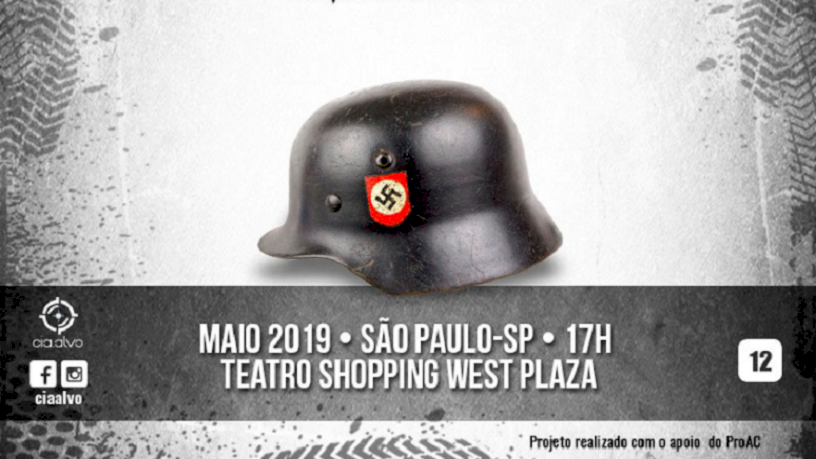 MAIO 2019 • SÃO PAULO-SP • 17H
TEATRO SHOPPING WEST PLAZA
cia.alvo
ciaalvo
12
Projeto realizado com o apoio do ProAC